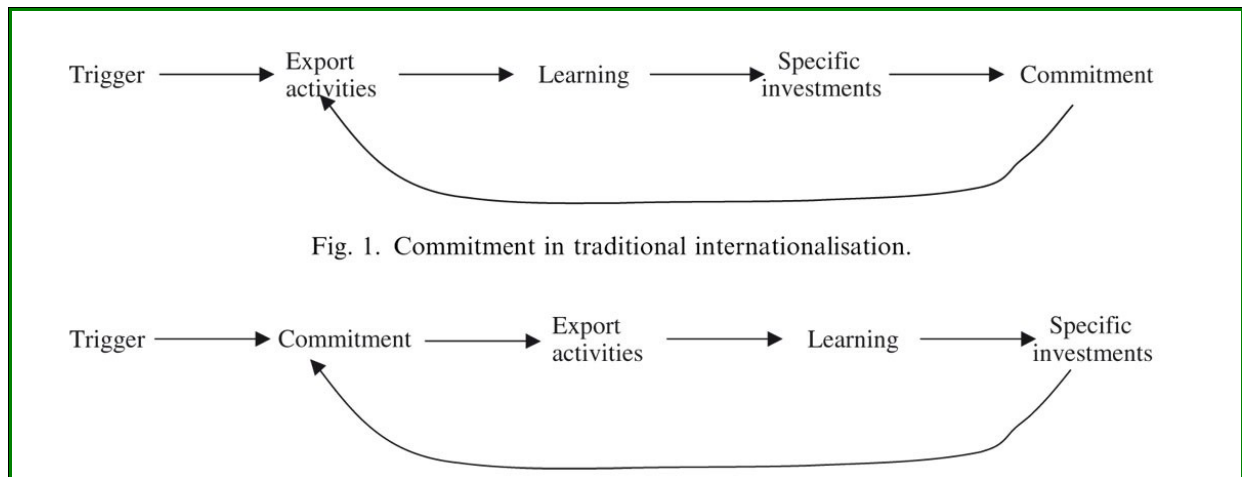 Trigger
Export
activities
Learning
Specific
investments
Commitment
Fig. 1. Commitment in traditional internationalisation.
Trigger
Commitment
Export
activities
Learning
Specific
investments